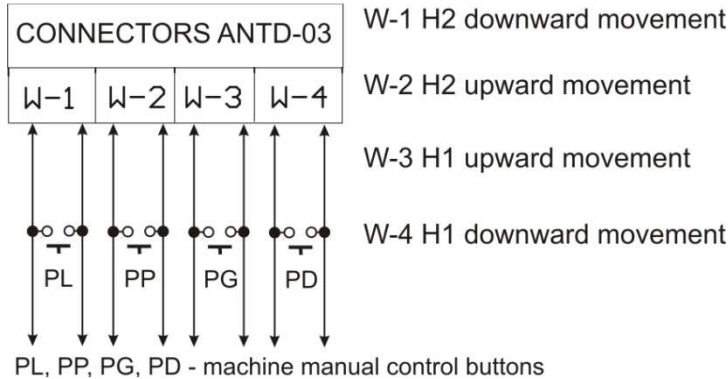 CONNECTORS ANTD-03
W-1 W-2 W-3 W-4
W-1 H2 downward movement
W-2 H2 upward movement
W-3 H1 upward movement
W-4 H1 downward movement
PL PP PG PD
PL, PP, PG, PD - machine manual control buttons